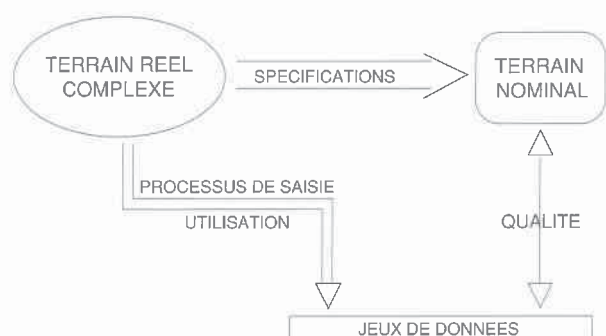 TERRAIN REEL
COMPLEXE
SPECIFICATIONS
TERRAIN
NOMINAL
PROCESSUS DE SAISIE
UTILISATION
QUALITE
JEUX DE DONNEES